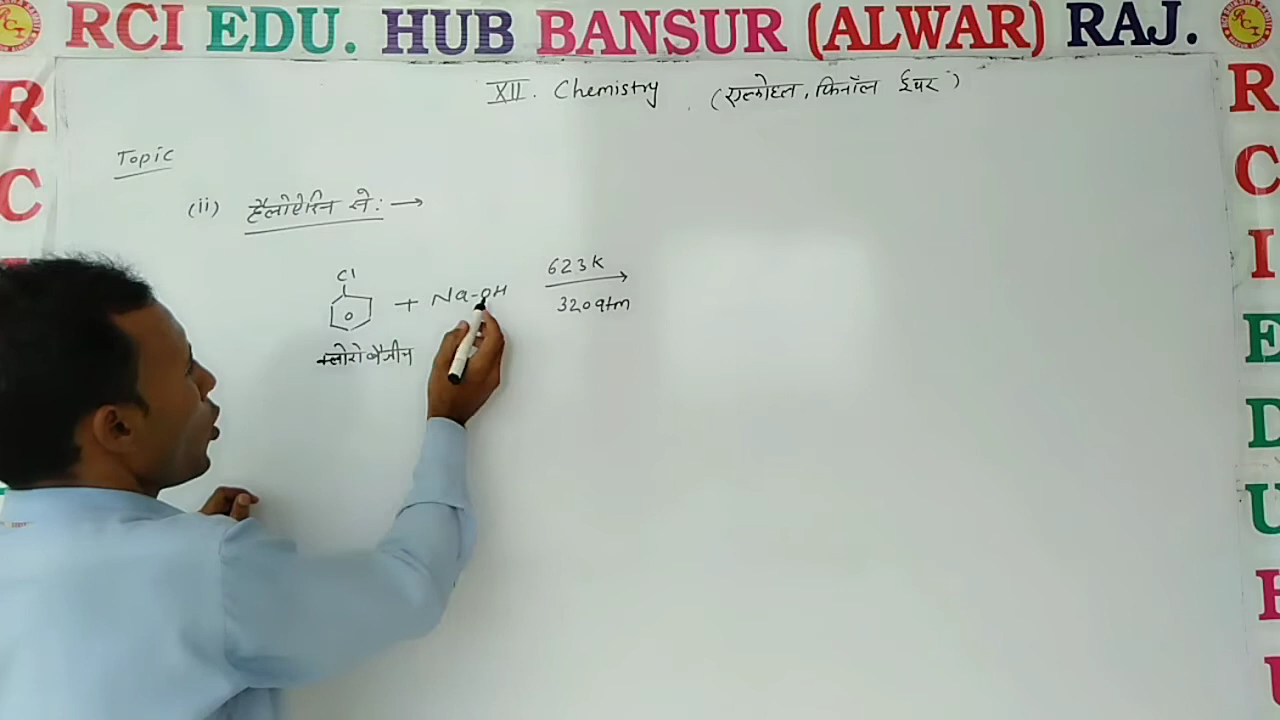 RCI EDU. HUB BANSUR (ALWAR) RAJ.
XII. Chemistry (एल्कोहल, फिनॉल ईथर)
Topic
(ii) हैलोऐरिन से: →
Cl
+ Na-OH
623K
320atm
क्लोरोबेंजीन
R
C
R
C
I
E
D
U
H
U